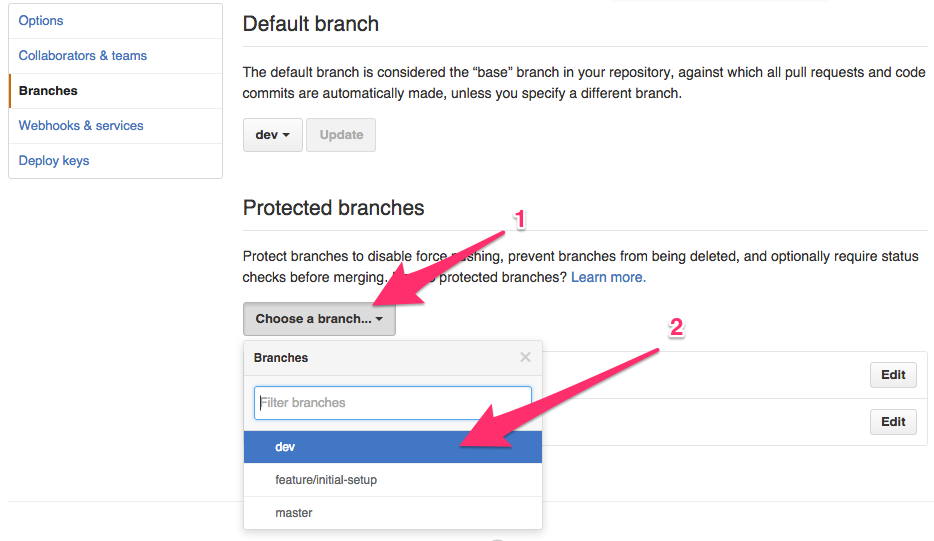 Options
Collaborators & teams
Branches
Webhooks & services
Deploy keys
Default branch
The default branch is considered the “base” branch in your repository, against which all pull requests and code
commits are automatically made, unless you specify a different branch.
dev
Update
Protected branches
1
Protect branches to disable force pushing, prevent branches from being deleted, and optionally require status
checks before merging. protected branches? Learn more.
Choose a branch...
2
Branches
×
Filter branches
Edit
Edit
dev
feature/initial-setup
master